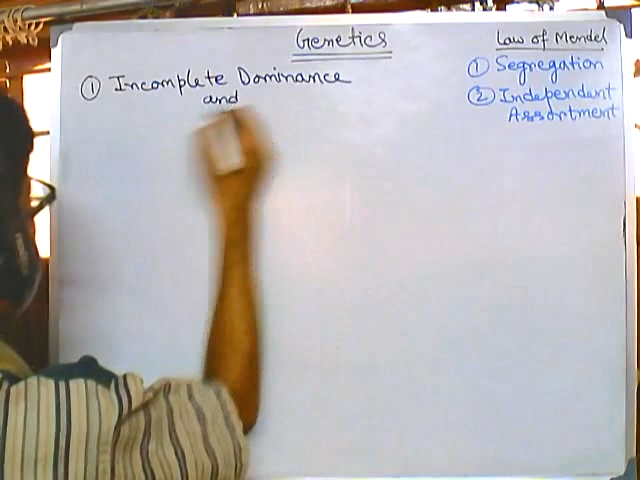 Genetics
① Incomplete Dominance
and
Law of Mendel
① Segregation
② Independent
Assortment